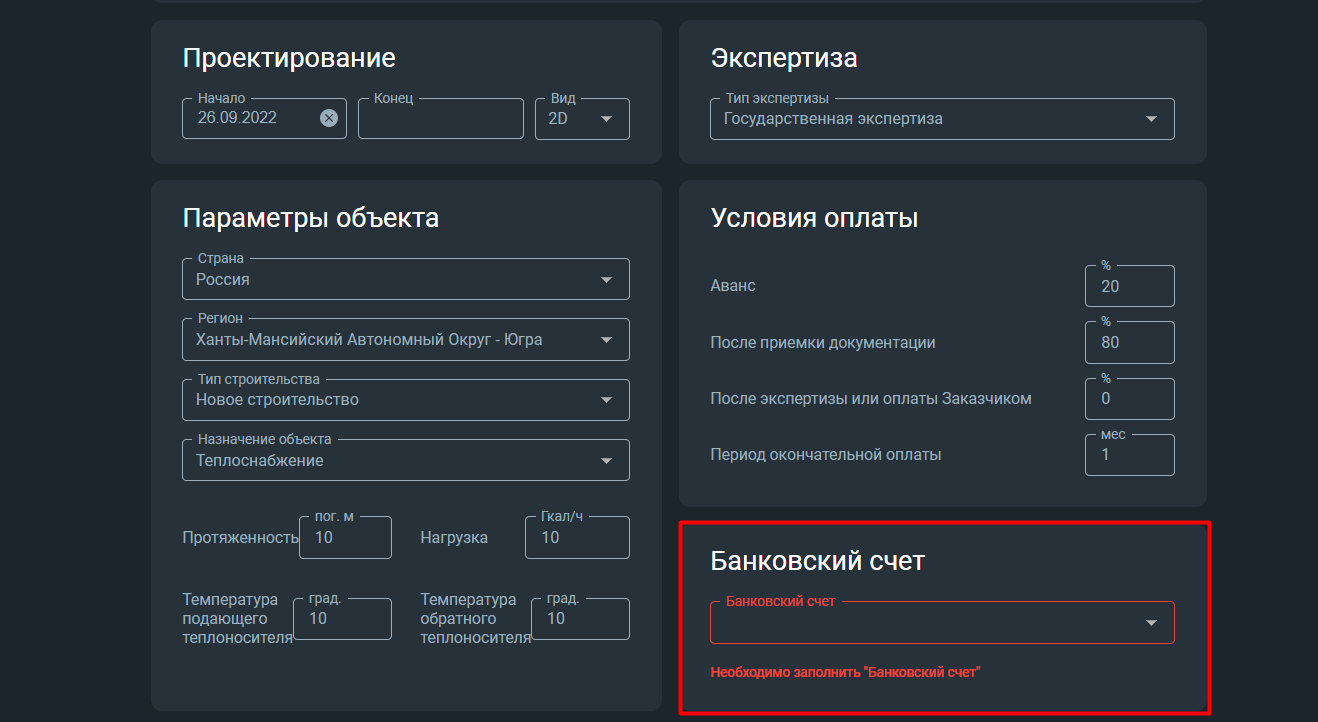 Проектирование
Начало
26.09.2022
Конец
Вид
2D
Экспертиза
Тип экспертизы
Государственная экспертиза
Параметры объекта
Страна
Россия
Регион
Ханты-Мансийский Автономный Округ - Югра
Тип строительства
Новое строительство
Назначение объекта
Теплоснабжение
Протяженность
пог. м
10
Нагрузка
Гкал/ч
10
Температура
подающего
теплоносителя
град.
10
Температура
обратного
теплоносителя
град.
10
Условия оплаты
Аванс
%
20
После приемки документации
%
80
После экспертизы или оплаты Заказчиком
%
0
Период окончательной оплаты
мес
1
Банковский счет
Банковский счет
Необходимо заполнить "Банковский счет"